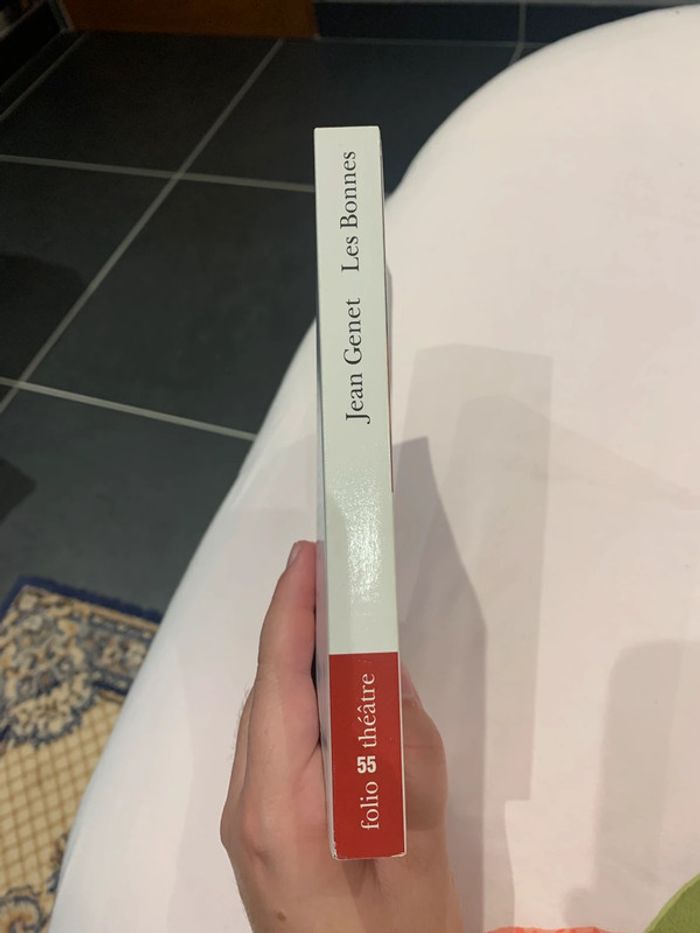 Jean Genet Les Bonnes
folio 55 théâtre